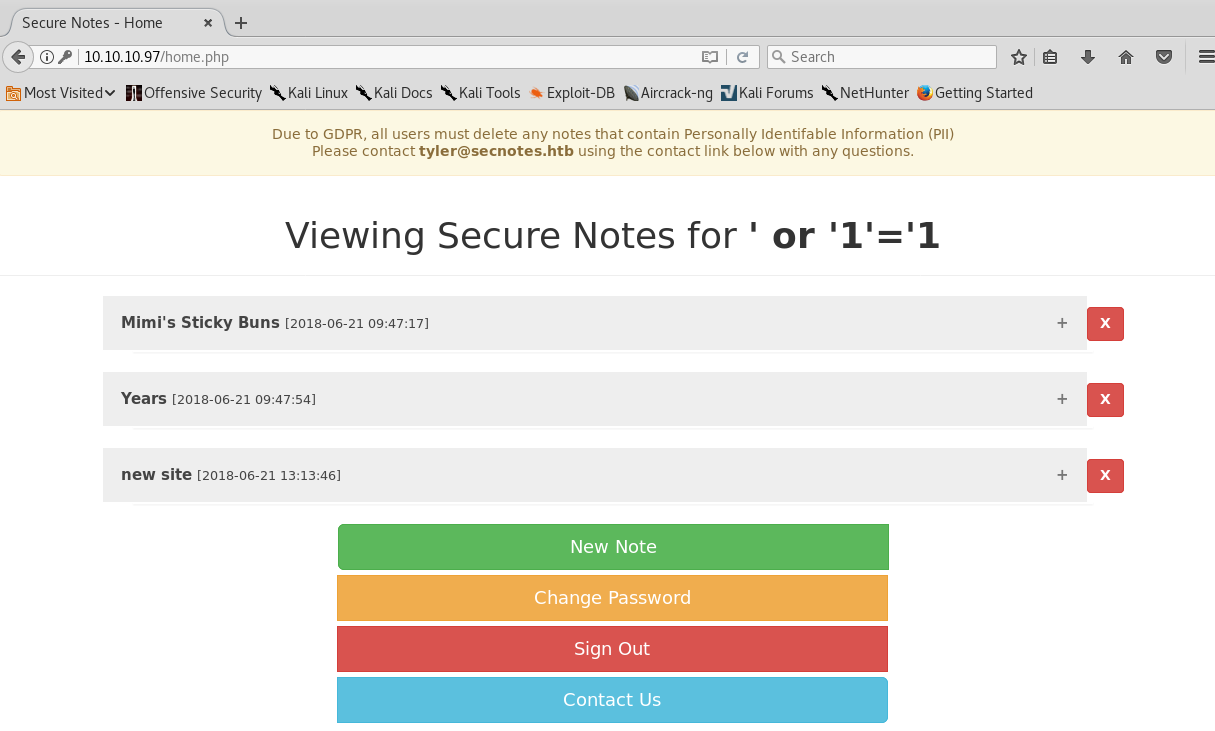 Secure Notes - Home × +
10.10.10.97/home.php Search
Most Visited Offensive Security Kali Linux Kali Docs Kali Tools Exploit-DB Aircrack-ng Kali Forums NetHunter Getting Started
Due to GDPR, all users must delete any notes that contain Personally Identifable Information (PII)
Please contact tyler@secnotes.htb using the contact link below with any questions.
Viewing Secure Notes for ' or '1'='1
Mimi's Sticky Buns [2018-06-21 09:47:17] + X
Years [2018-06-21 09:47:54] + X
new site [2018-06-21 13:13:46] + X
New Note
Change Password
Sign Out
Contact Us